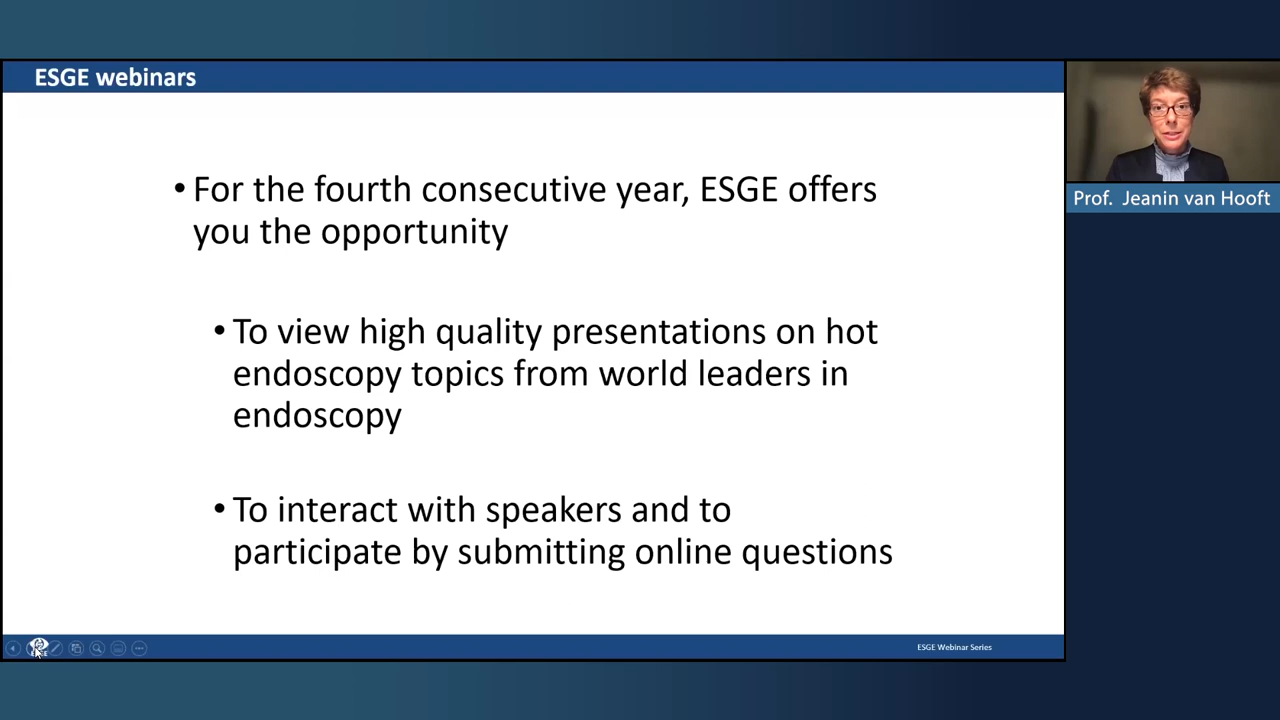 ESGE webinars
• For the fourth consecutive year, ESGE offers
you the opportunity
• To view high quality presentations on hot
endoscopy topics from world leaders in
endoscopy
• To interact with speakers and to
participate by submitting online questions
Prof. Jeanin van Hooft
ESGE Webinar Series